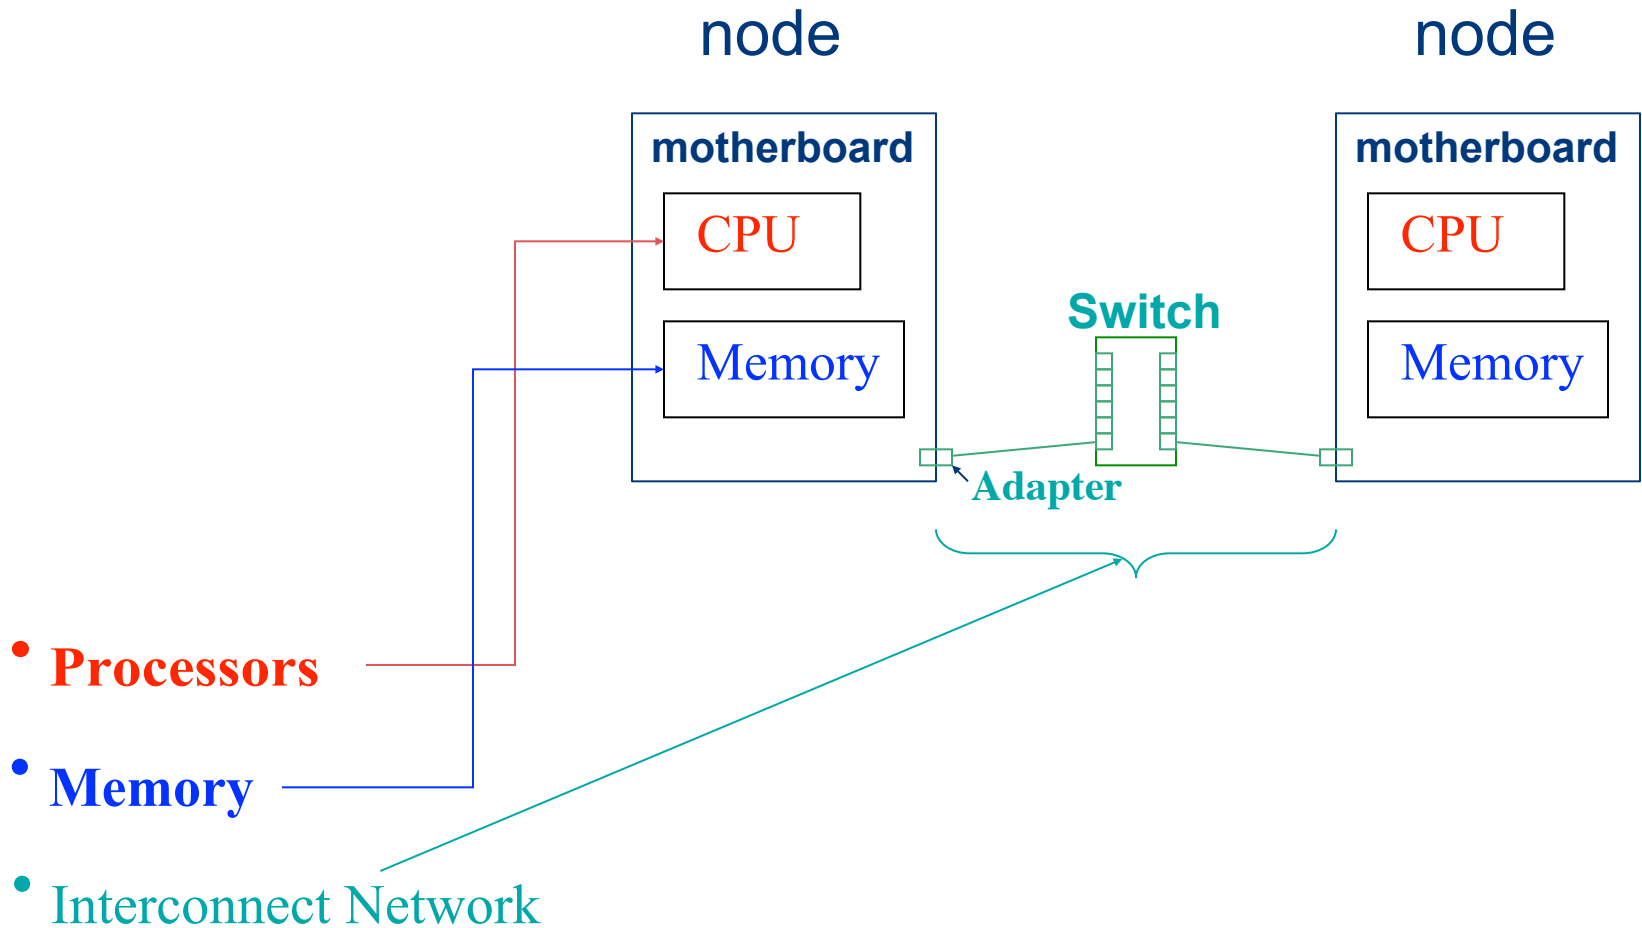 node
node
motherboard
motherboard
CPU
CPU
Switch
Memory
Memory
Adapter
• Processors
• Memory
• Interconnect Network